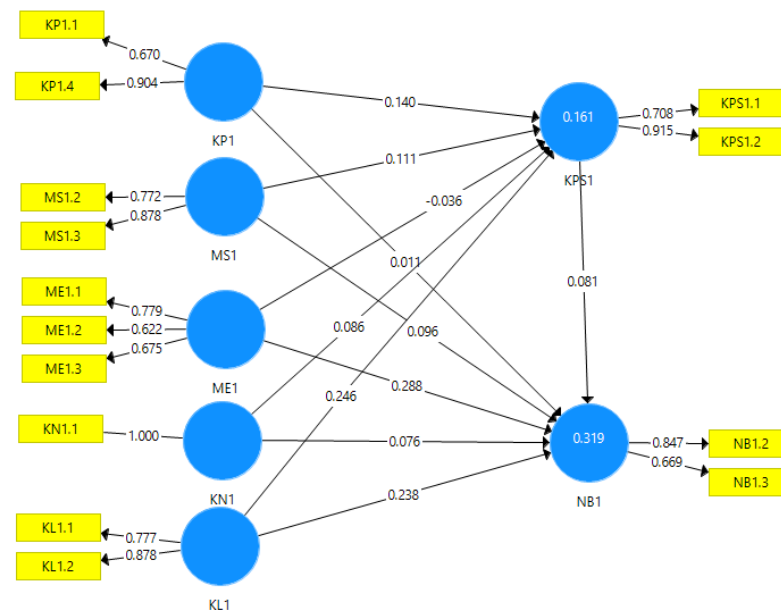 KP1.1
0.670
KP1.4
0.904
KP1
0.140
0.161
KPS1
0.708
KPS1.1
0.915
KPS1.2
MS1.2
0.772
MS1.3
0.878
MS1
0.111
-0.036
0.011
0.081
ME1.1
0.779
ME1.2
0.622
ME1.3
0.675
ME1
0.086
0.096
0.246
0.288
KN1.1
1.000
KN1
0.076
0.319
NB1
0.847
NB1.2
0.669
NB1.3
KL1.1
0.777
KL1.2
0.878
KL1
0.238